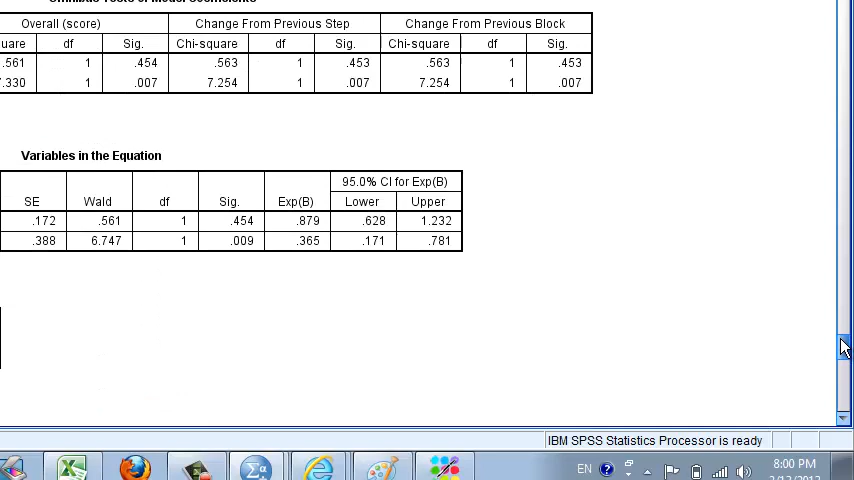 Overall (score) Change From Previous Step Change From Previous Block
df Sig. Chi-square df Sig. Chi-square df Sig.
.561 1 .454 .563 1 .453 .563 1 .453
7.330 1 .007 7.254 1 .007 7.254 1 .007
Variables in the Equation
95.0% CI for Exp(B)
SE Wald df Sig. Exp(B) Lower Upper
.172 .561 1 .454 .879 .628 1.232
.388 6.747 1 .009 .365 .171 .781
IBM SPSS Statistics Processor is ready
EN 8:00 PM